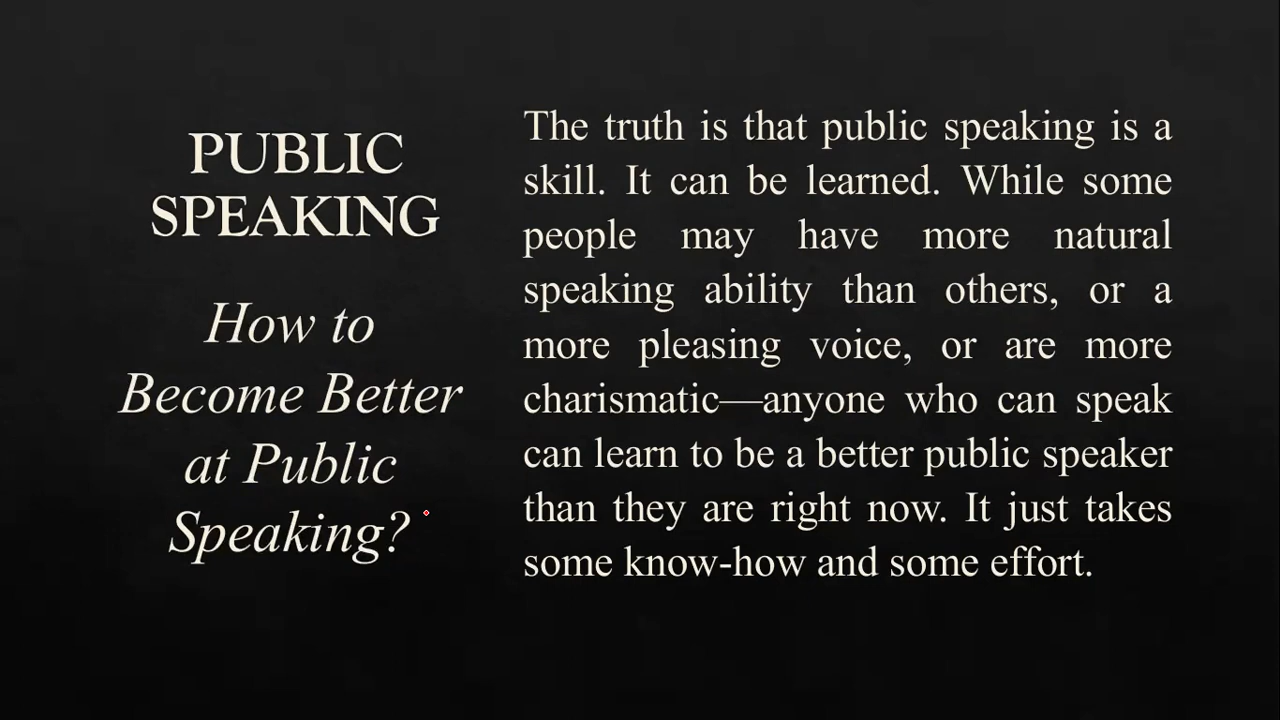 PUBLIC
SPEAKING
How to
Become Better
at Public
Speaking?
The truth is that public speaking is a
skill. It can be learned. While some
people may have more natural
speaking ability than others, or a
more pleasing voice, or are more
charismatic—anyone who can speak
can learn to be a better public speaker
than they are right now. It just takes
some know-how and some effort.